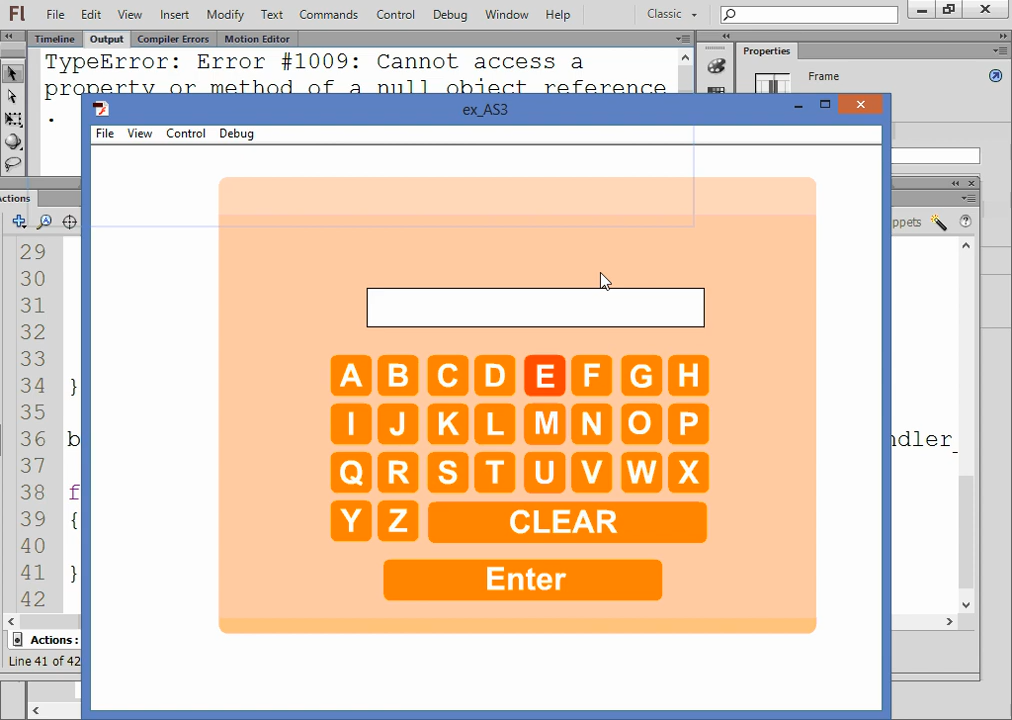 Fl File Edit View Insert Modify Text Commands Control Debug Window Help Classic
Timeline Output Compiler Errors Motion Editor Properties
TypeError: Error #1009: Cannot access a
property or method of a null object reference
.
Frame
ex_AS3
File View Control Debug
Actions
ppets
29
30
31
32
33
34 }
35
36 b ndler_
37
38 f
39 {
40
41 }
42
A B C D E F G H
I J K L M N O P
Q R S T U V W X
Y Z CLEAR
Enter
Actions :
Line 41 of 42